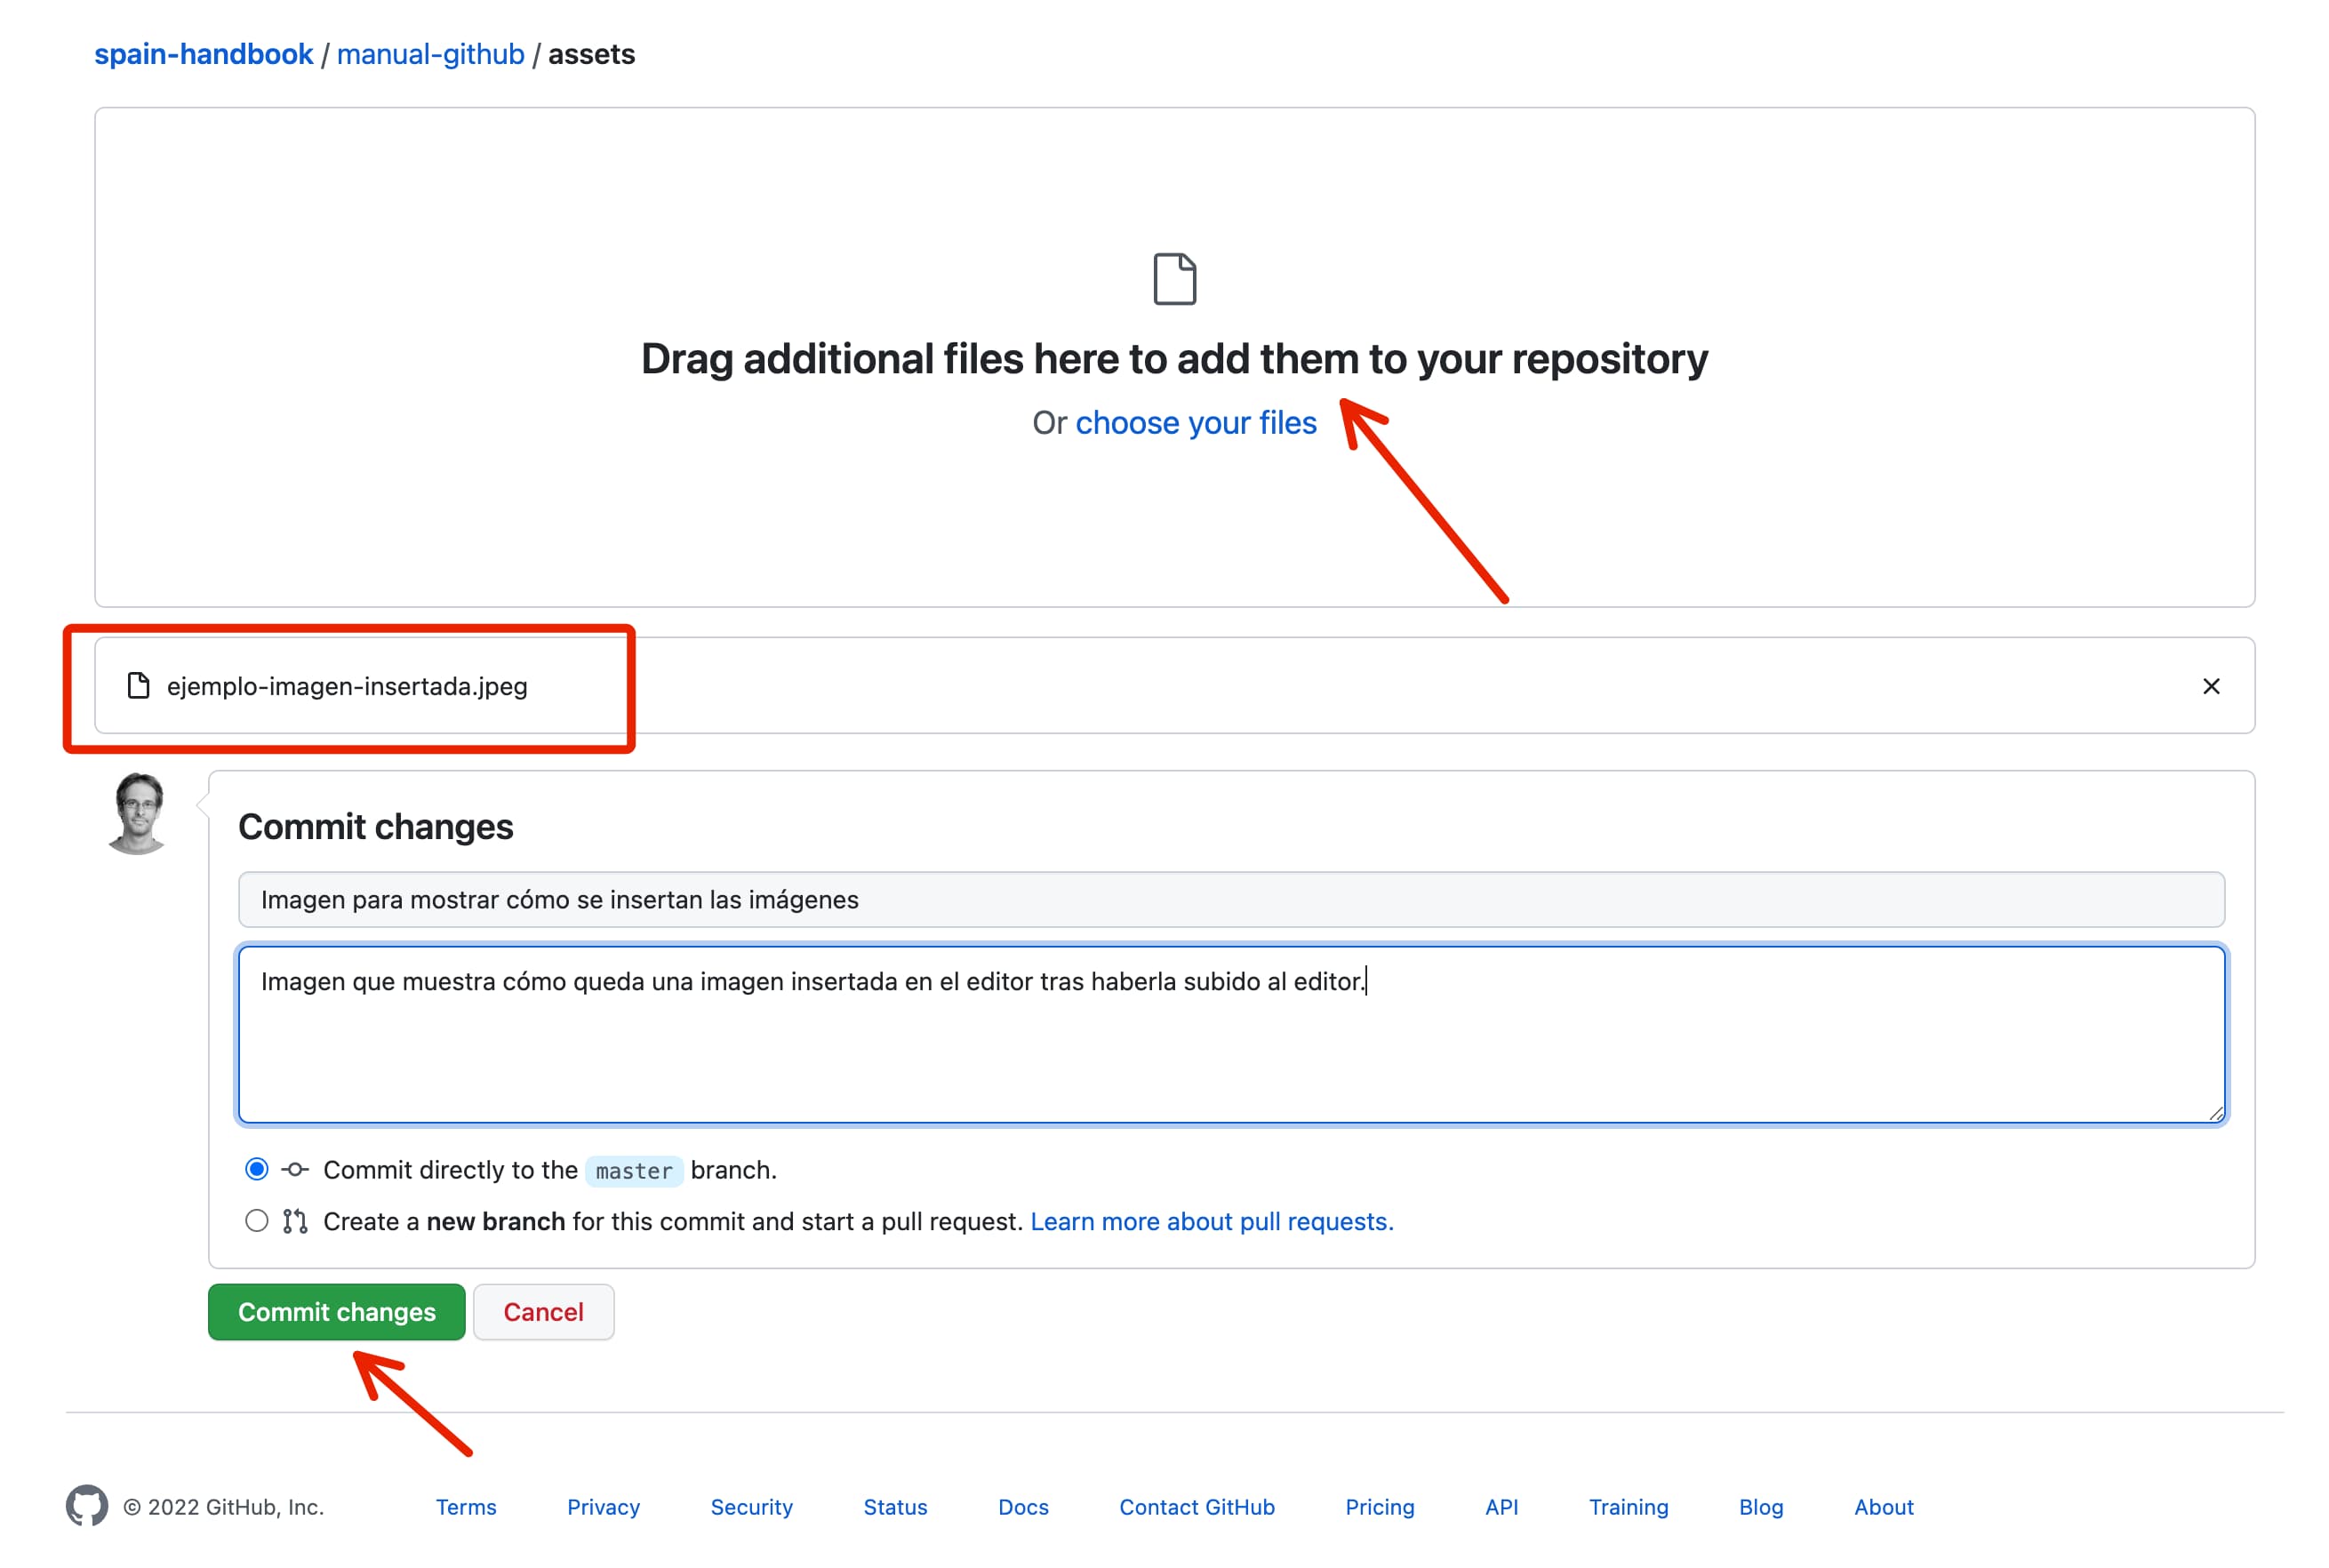 spain-handbook / manual-github / assets
Drag additional files here to add them to your repository
Or choose your files
ejemplo-imagen-insertada.jpeg
Commit changes
Imagen para mostrar cómo se insertan las imágenes
Imagen que muestra cómo queda una imagen insertada en el editor tras haberla subido al editor.
Commit directly to the master branch.
Create a new branch for this commit and start a pull request. Learn more about pull requests.
Commit changes Cancel
© 2022 GitHub, Inc. Terms Privacy Security Status Docs Contact GitHub Pricing API Training Blog About